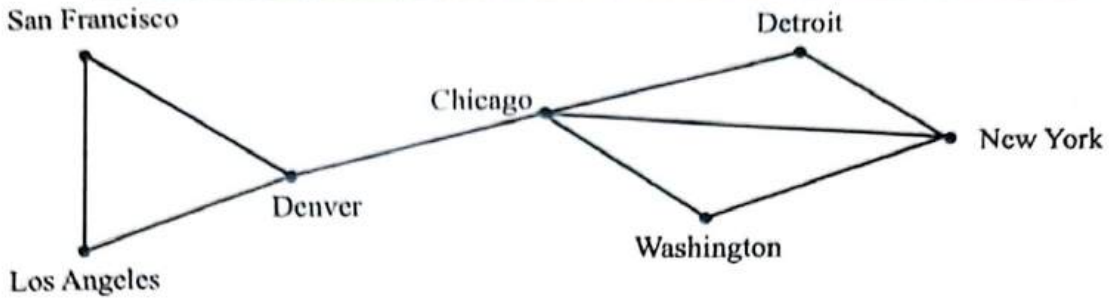 San Francisco
Detroit
Chicago
New York
Denver
Washington
Los Angeles